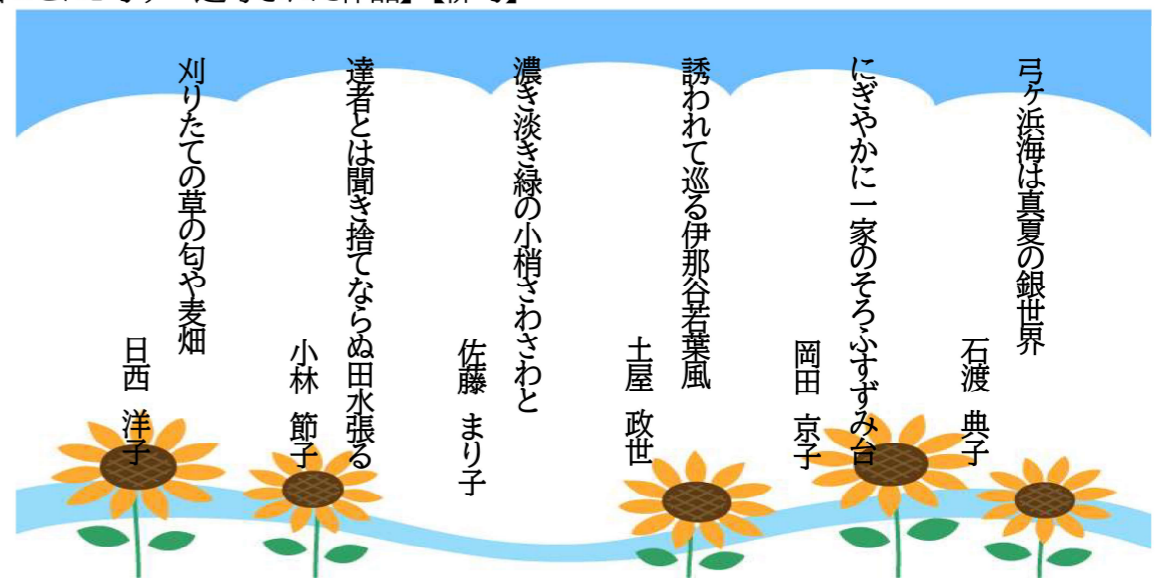 弓ヶ浜海は真夏の銀世界
石渡 典子
にぎやかに一家のそろふすずみ台
岡田 京子
誘われて巡る伊那谷若葉風
土屋 政世
濃き淡き緑の小梢さわさわと
佐藤 まり子
達者とは聞き捨てならぬ田水張る
小林 節子
刈りたての草の匂や麦畑
日西 洋子